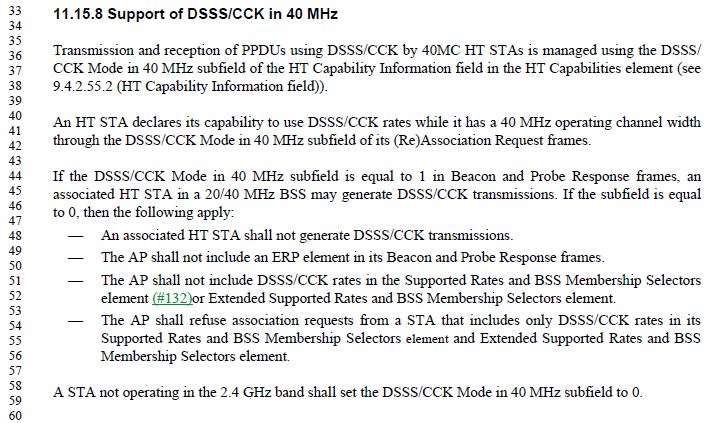 33
34
35
36
37
38
39
40
41
42
43
44
45
46
47
48
49
50
51
52
53
54
55
56
57
58
59
60
11.15.8 Support of DSSS/CCK in 40 MHz
Transmission and reception of PPDUs using DSSS/CCK by 40MC HT STAs is managed using the DSSS/
CCK Mode in 40 MHz subfield of the HT Capability Information field in the HT Capabilities element (see
9.4.2.55.2 (HT Capability Information field)).
An HT STA declares its capability to use DSSS/CCK rates while it has a 40 MHz operating channel width
through the DSSS/CCK Mode in 40 MHz subfield of its (Re)Association Request frames.
If the DSSS/CCK Mode in 40 MHz subfield is equal to 1 in Beacon and Probe Response frames, an
associated HT STA in a 20/40 MHz BSS may generate DSSS/CCK transmissions. If the subfield is equal
to 0, then the following apply:
— An associated HT STA shall not generate DSSS/CCK transmissions.
— The AP shall not include an ERP element in its Beacon and Probe Response frames.
— The AP shall not include DSSS/CCK rates in the Supported Rates and BSS Membership Selectors
element (#132)or Extended Supported Rates and BSS Membership Selectors element.
— The AP shall refuse association requests from a STA that includes only DSSS/CCK rates in its
Supported Rates and BSS Membership Selectors element and Extended Supported Rates and BSS
Membership Selectors element.
A STA not operating in the 2.4 GHz band shall set the DSSS/CCK Mode in 40 MHz subfield to 0.